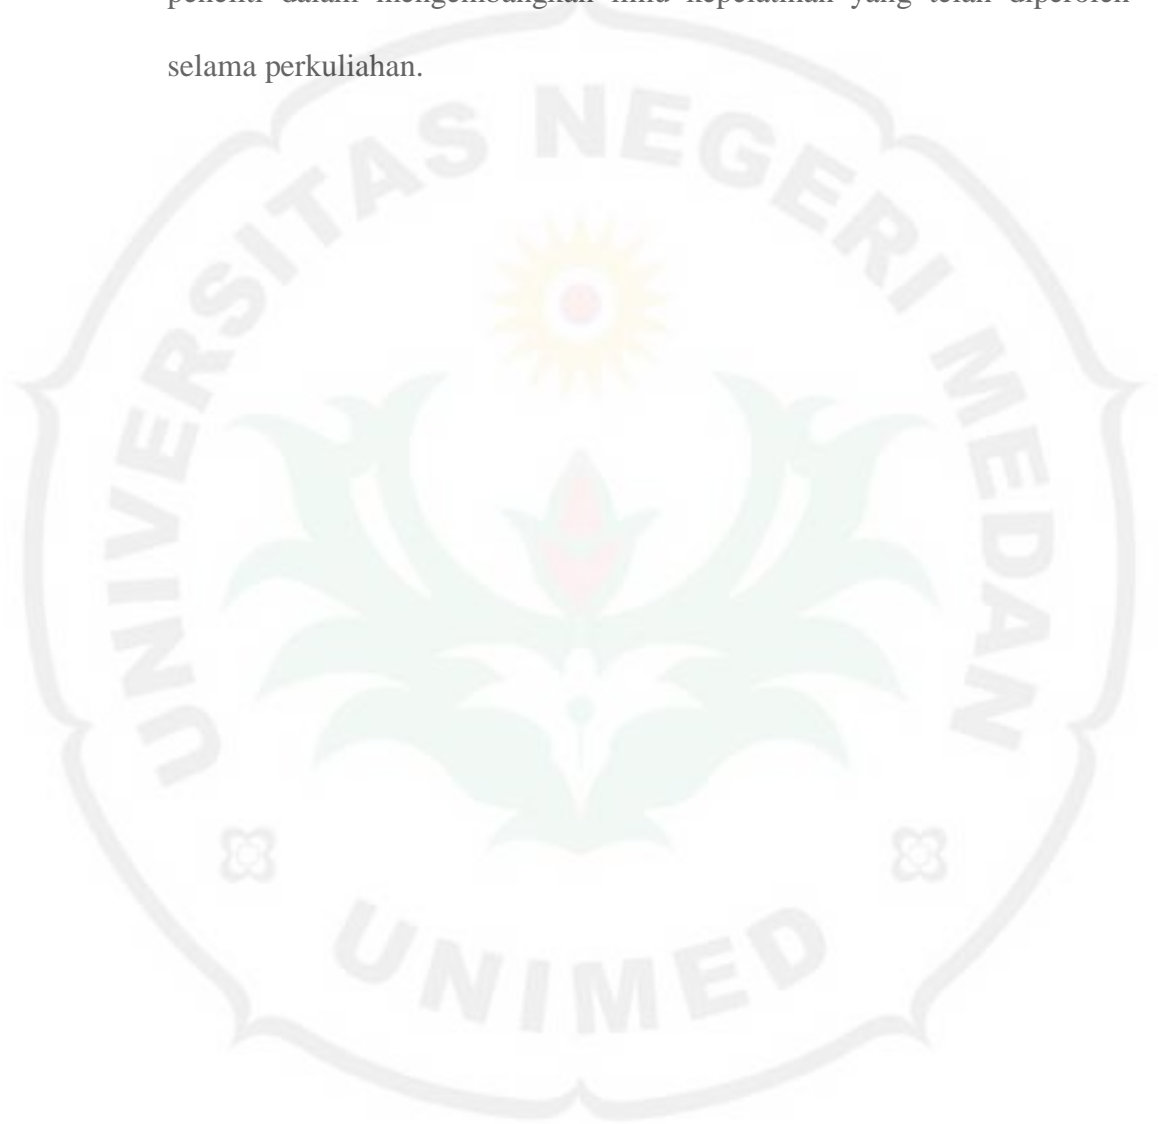 peneliti dalam mengembangkan ilmu kepelatihan yang telah diperoleh
selama perkuliahan.
UNIVERSITAS NEGERI MEDAN
UNIMED